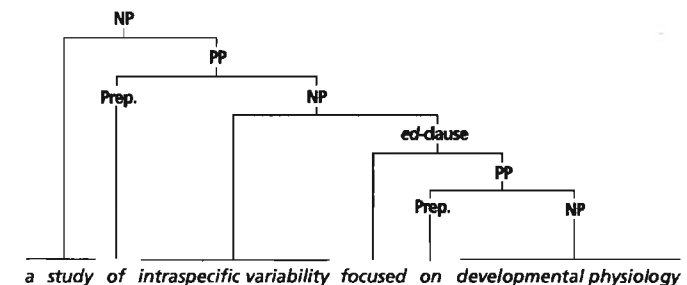 NP
PP
Prep. NP
ed-clause
PP
Prep. NP
a study of intraspecific variability focused on developmental physiology